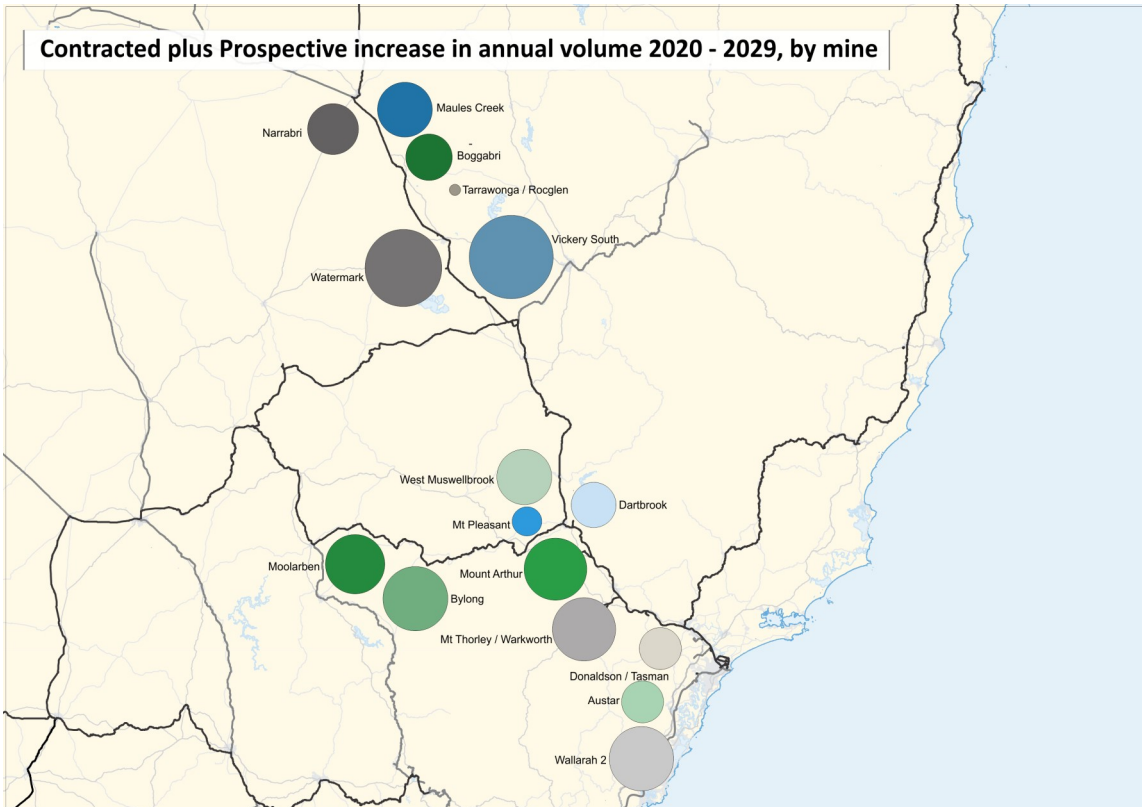 Contracted plus Prospective increase in annual volume 2020 - 2029, by mine
Maules Creek
Narrabri
Boggabri
Tarrawonga / Rocglen
Vickery South
Watermark
West Muswellbrook
Dartbrook
Mt Pleasant
Moolarben
Mount Arthur
Bylong
Mt Thorley / Warkworth
Donaldson / Tasman
Austar
Wallarah 2